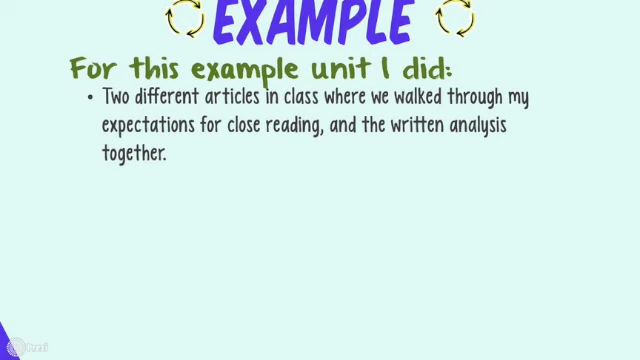 EXAMPLE
For this example unit I did:
• Two different articles in class where we walked through my
expectations for close reading, and the written analysis
together.
Prezi